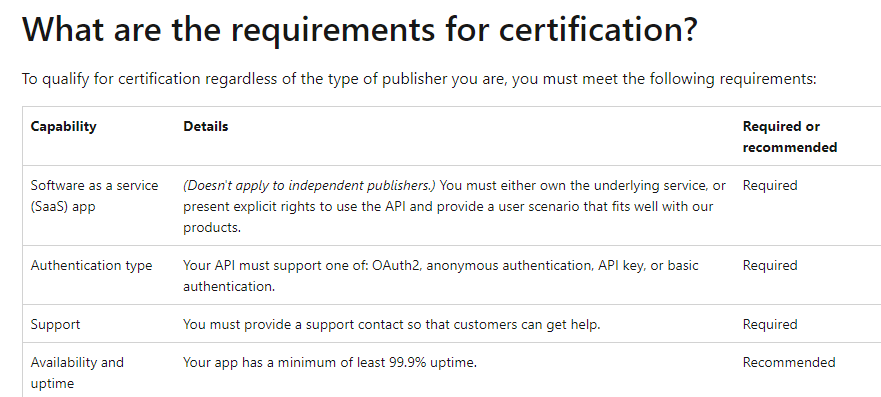 What are the requirements for certification?
To qualify for certification regardless of the type of publisher you are, you must meet the following requirements:
Capability Details Required or
recommended
Software as a service (Doesn't apply to independent publishers.) You must either own the underlying service, or Required
(SaaS) app present explicit rights to use the API and provide a user scenario that fits well with our
products.
Authentication type Your API must support one of: OAuth2, anonymous authentication, API key, or basic Required
authentication.
Support You must provide a support contact so that customers can get help. Required
Availability and Your app has a minimum of least 99.9% uptime. Recommended
uptime